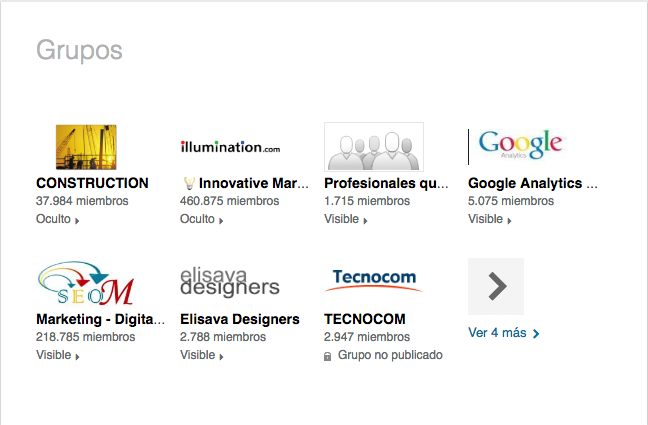 Grupos
illumination.com
Google
Analytics
CONSTRUCTION
Innovative Mar...
Profesionales qu...
Google Analytics ...
37.984 miembros
460.875 miembros
1.715 miembros
5.075 miembros
Oculto
Oculto
Visible
Visible
SEOM
elisava
designers
Tecnocom
Marketing - Digita...
Elisava Designers
TECNOCOM
Ver 4 más
218.785 miembros
2.788 miembros
2.947 miembros
Visible
Visible
Grupo no publicado